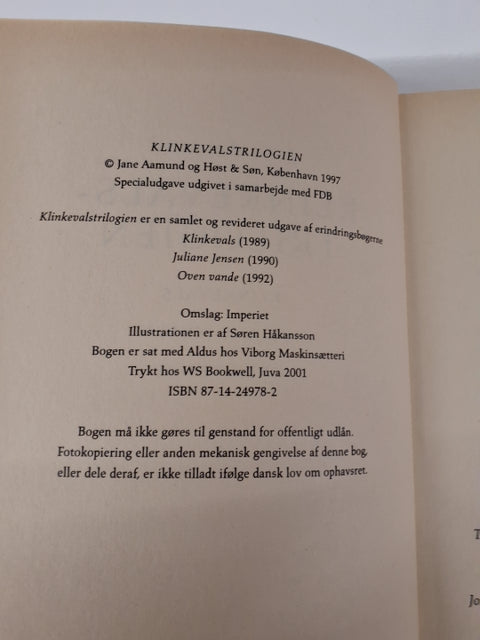 KLINKEVALSTRILOGIEN
© Jane Aamund og Høst & Søn, København 1997
Specialudgave udgivet i samarbejde med FDB
Klinkevalstrilogien er en samlet og revideret udgave af erindringsbøgerne
Klinkevals (1989)
Juliane Jensen (1990)
Oven vande (1992)
Omslag: Imperiet
Illustrationen er af Søren Håkansson
Bogen er sat med Aldus hos Viborg Maskinsætteri
Trykt hos WS Bookwell, Juva 2001
ISBN 87-14-24978-2
Bogen må ikke gøres til genstand for offentligt udlån.
Fotokopiering eller anden mekanisk gengivelse af denne bog,
eller dele deraf, er ikke tilladt ifølge dansk lov om ophavsret.